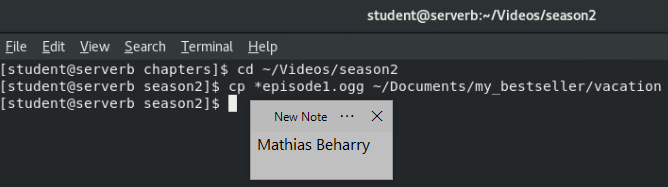 student@serverb:~/Videos/season2
File Edit View Search Terminal Help
[student@serverb chapters]$ cd ~/Videos/season2
[student@serverb season2]$ cp *episode1.ogg ~/Documents/my_bestseller/vacation
[student@serverb season2]$
New Note ··· ×
Mathias Beharry